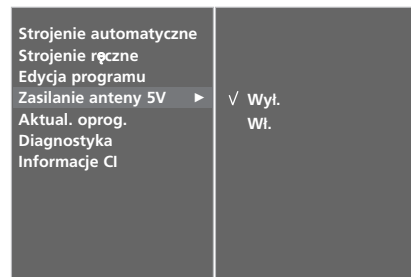 Strojenie automatyczne
Strojenie ręczne
Edycja programu
Zasilanie anteny 5V ►
Aktual. oprog.
Diagnostyka
Informacje CI
√ Wył.
Wł.